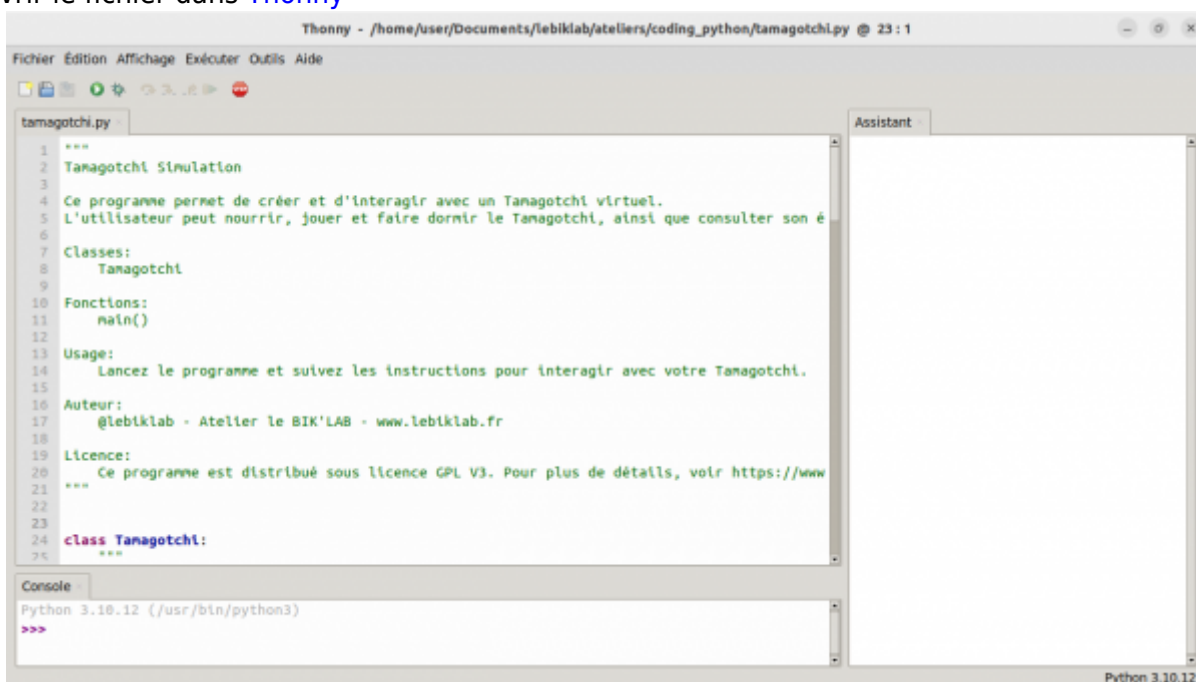 le fichier dans Thonny
Thonny - /home/user/Documents/lebiklab/ateliers/coding_python/tamagotchi.py @ 23 : 1
Fichier Édition Affichage Exécuter Outils Aide
tamagotchi.py
Assistant
1 """
2 Tamagotchi Simulation
3
4 Ce programme permet de créer et d'interagir avec un Tamagotchi virtuel.
5 L'utilisateur peut nourrir, jouer et faire dormir le Tamagotchi, ainsi que consulter son é
6
7 Classes:
8 Tamagotchi
9
10 Fonctions:
11 main()
12
13 Usage:
14 Lancez le programme et suivez les instructions pour interagir avec votre Tamagotchi.
15
16 Auteur:
17 @lebiklab - Atelier le BIK'LAB - www.lebiklab.fr
18
19 Licence:
20 Ce programme est distribué sous licence GPL V3. Pour plus de détails, voir https://www
21 """
22
23
24 class Tamagotchi:
25 """
Console
Python 3.10.12 (/usr/bin/python3)
>>>
Python 3.10.12